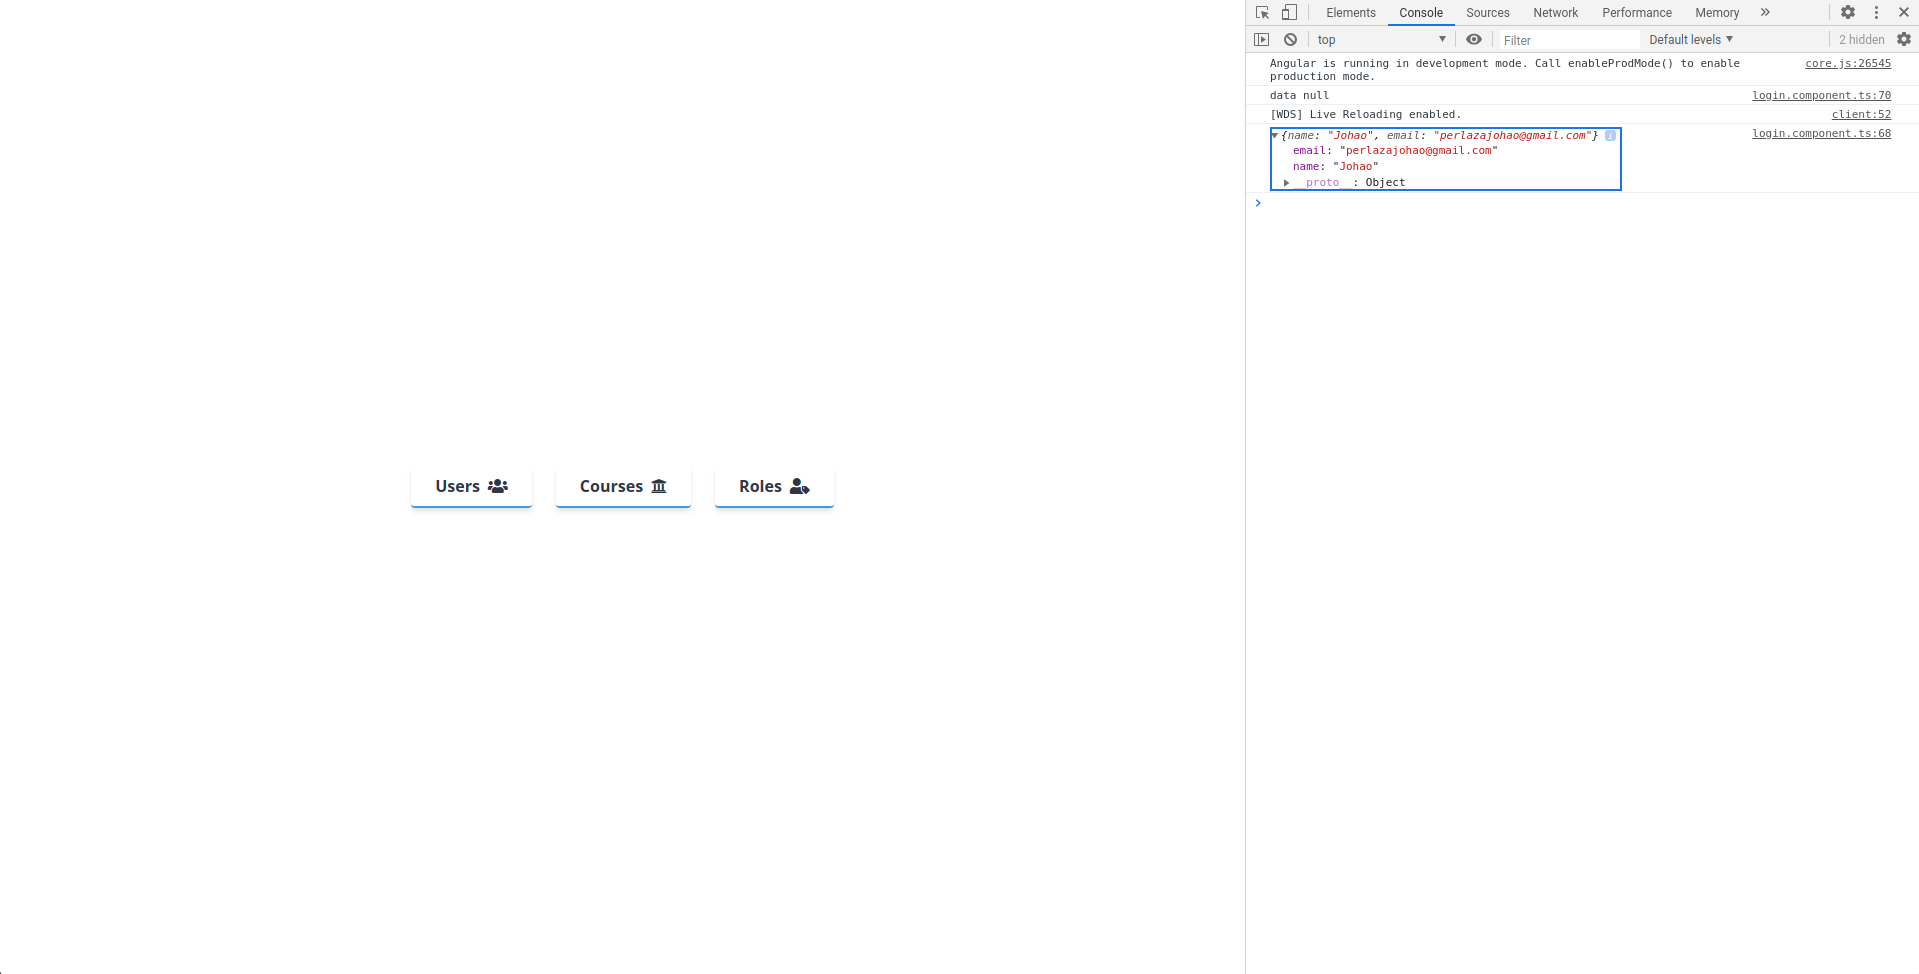 Users
Courses
Roles
Elements Console Sources Network Performance Memory
top Filter Default levels 2 hidden
Angular is running in development mode. Call enableProdMode() to enable core.js:26545
production mode.
data null login.component.ts:70
[WDS] Live Reloading enabled. client:52
{name: "Johao", email: "perlazajohao@gmail.com"} login.component.ts:68
email: "perlazajohao@gmail.com"
name: "Johao"
__proto__: Object